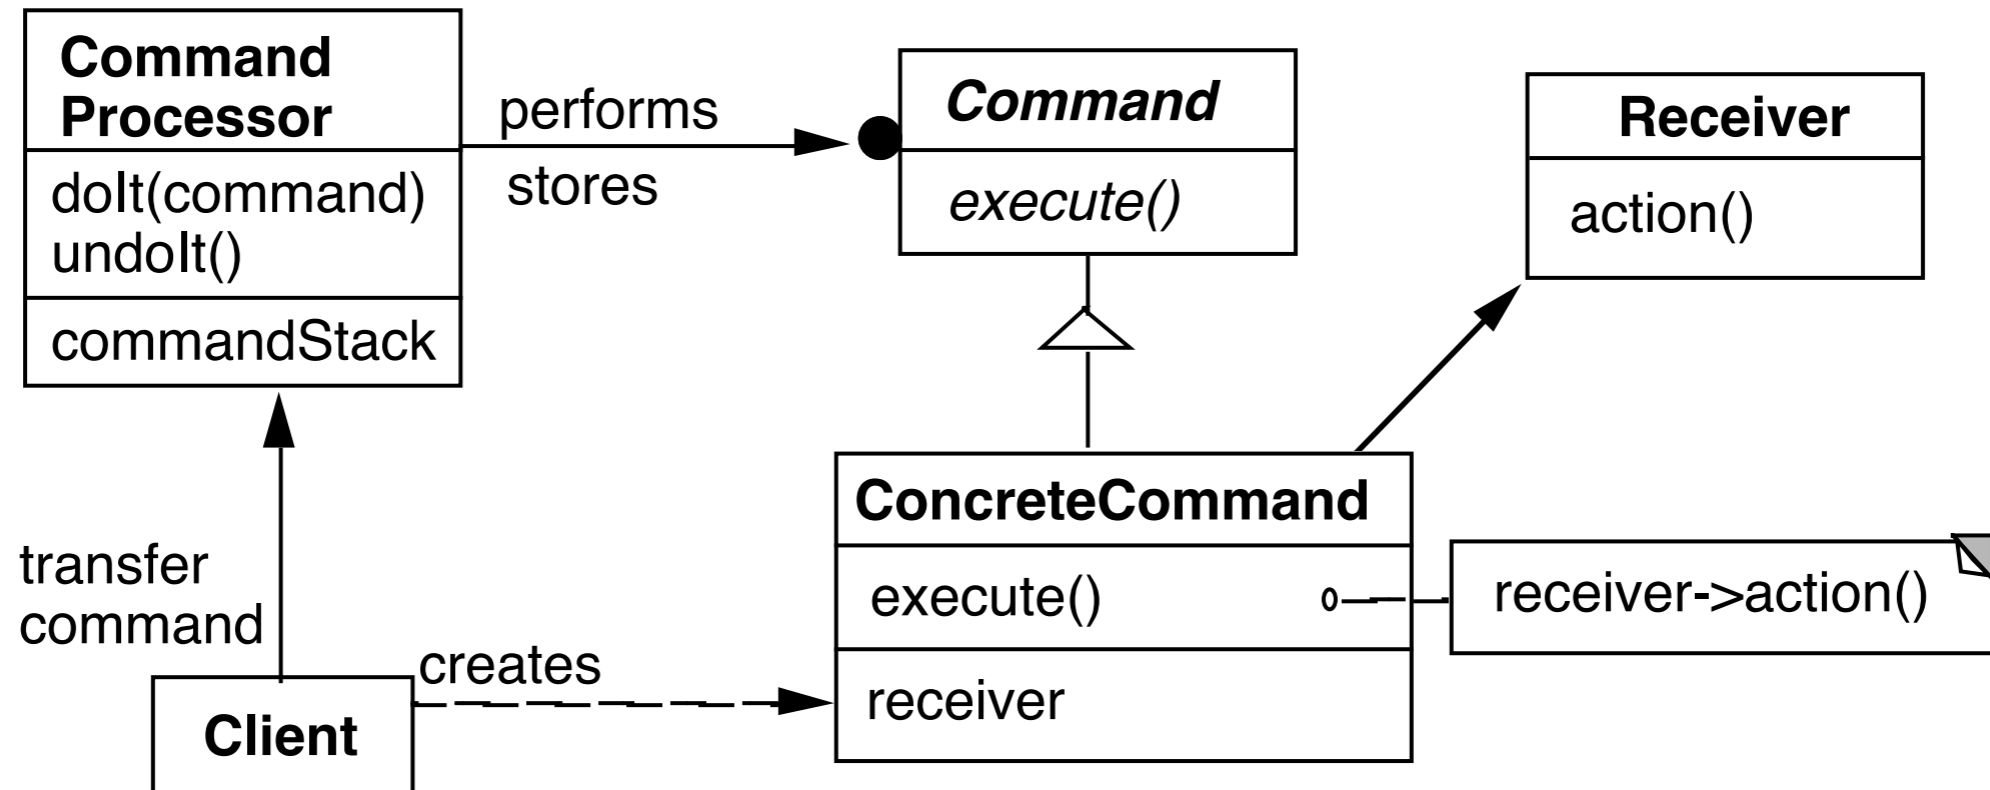 Command
Processor
doIt(command)
undoIt()
commandStack
performs
stores
Command
execute()
Receiver
action()
transfer
command
Client
creates
ConcreteCommand
execute()
receiver
receiver->action()